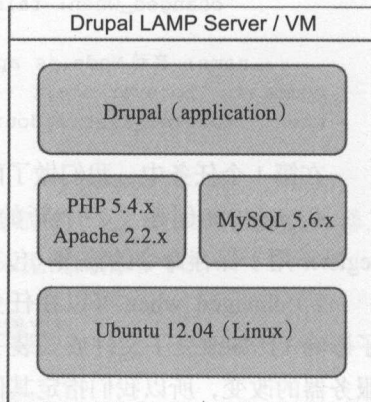 Drupal LAMP Server / VM
Drupal（application）
PHP 5.4.x
Apache 2.2.x
MySQL 5.6.x
Ubuntu 12.04（Linux）